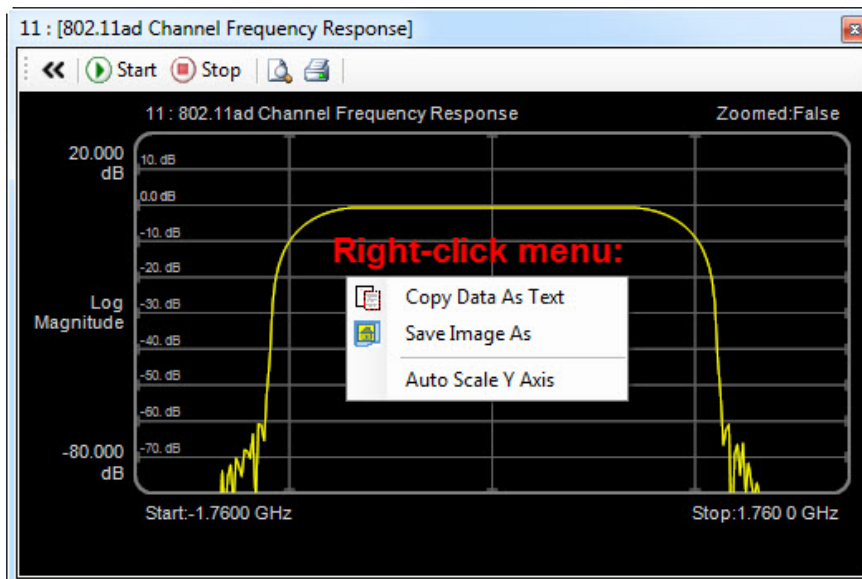 11 : [802.11ad Channel Frequency Response]
Start Stop
11 : 802.11ad Channel Frequency Response Zoomed:False
20.000
dB
10. dB
0.0 dB
-10. dB
Right-click menu:
-20. dB
Copy Data As Text
Log
Magnitude
-30. dB
Save Image As
-40. dB
Auto Scale Y Axis
-50. dB
-60. dB
-80.000
dB
-70. dB
Start:-1.7600 GHz Stop:1.760 0 GHz